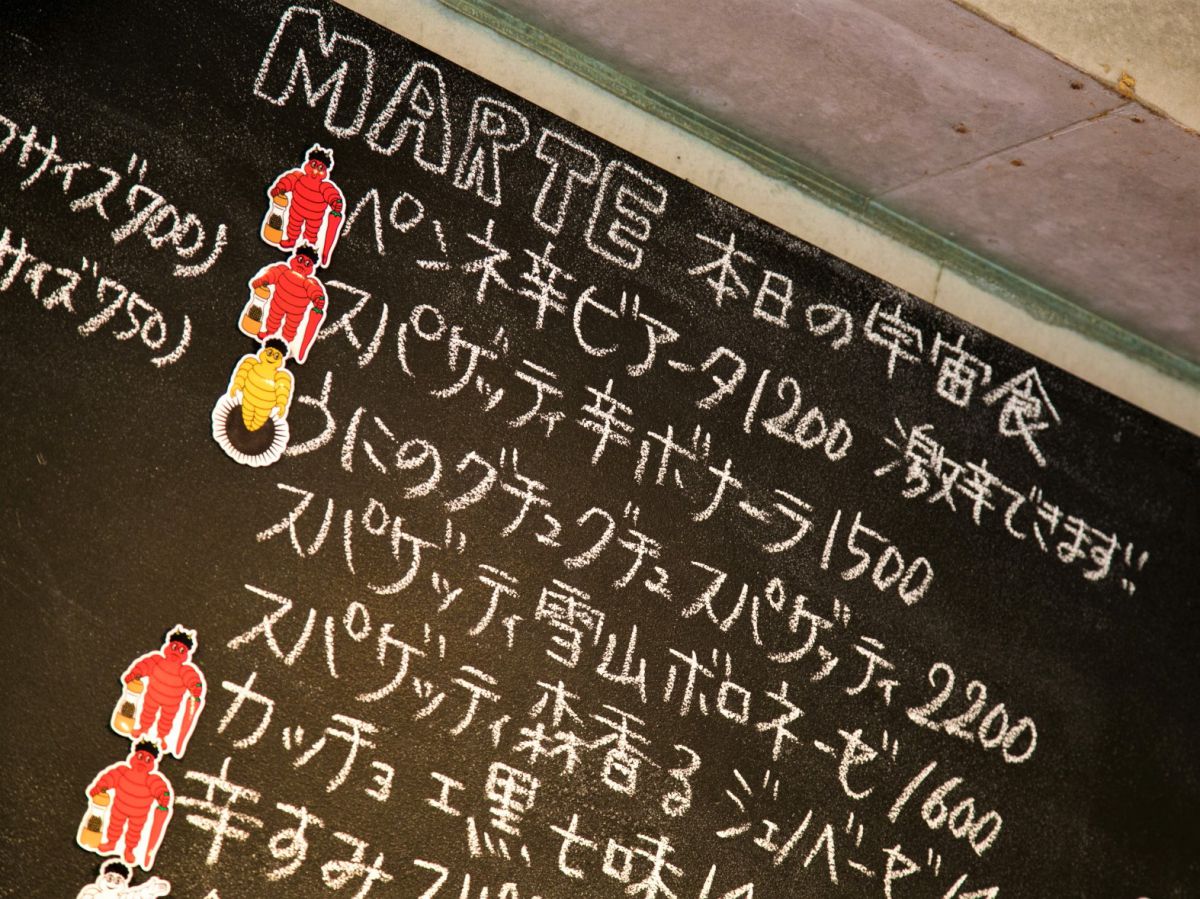 MARTE 本日の宇宙食
ペンネ辛ビアータ1200 激辛できます!!
スパゲッティ辛ボナーラ1500
うにのグチュグチュスパゲッティ2200
スパゲッティ雪山ボロネーゼ1600
スパゲッティ森香るジェノベーゼ
カッチョエ黒七味
辛すみスパ
サイズ700)
サイズ750)